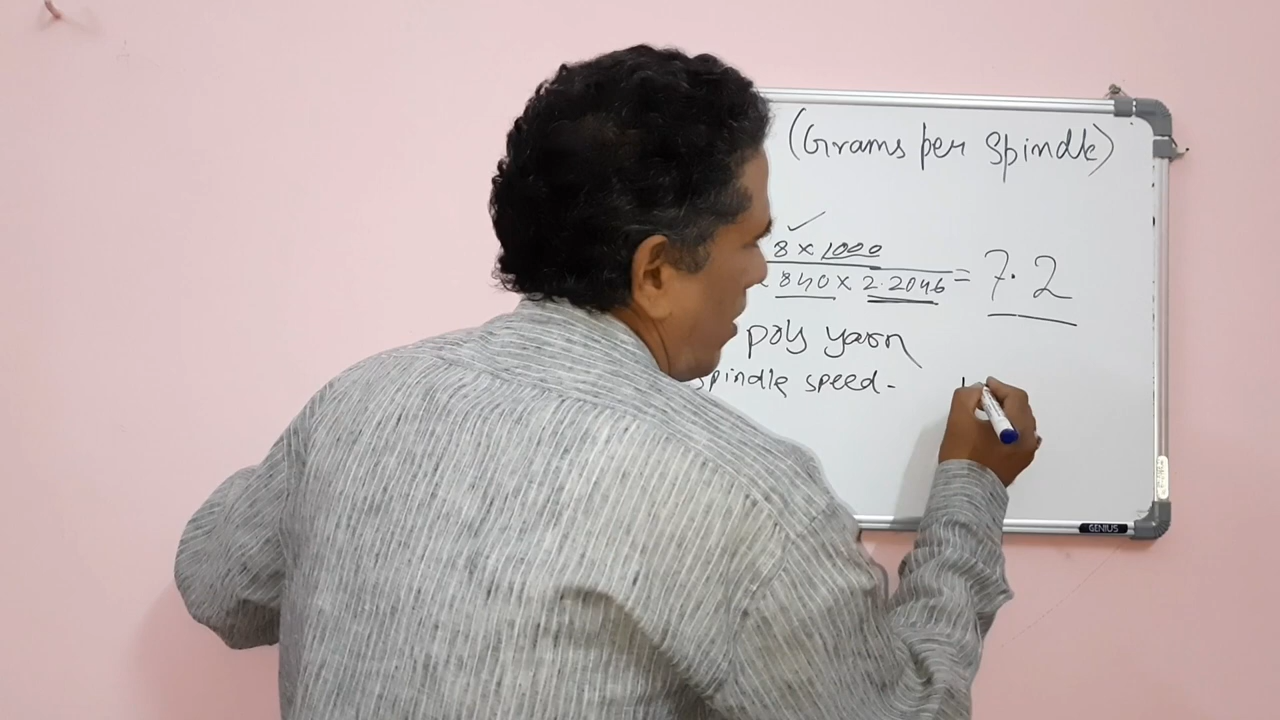 (Grams per Spindle)
8 x 1000
840 x 2.2046 = 7.2
poly yarn
spindle speed -
GENIUS